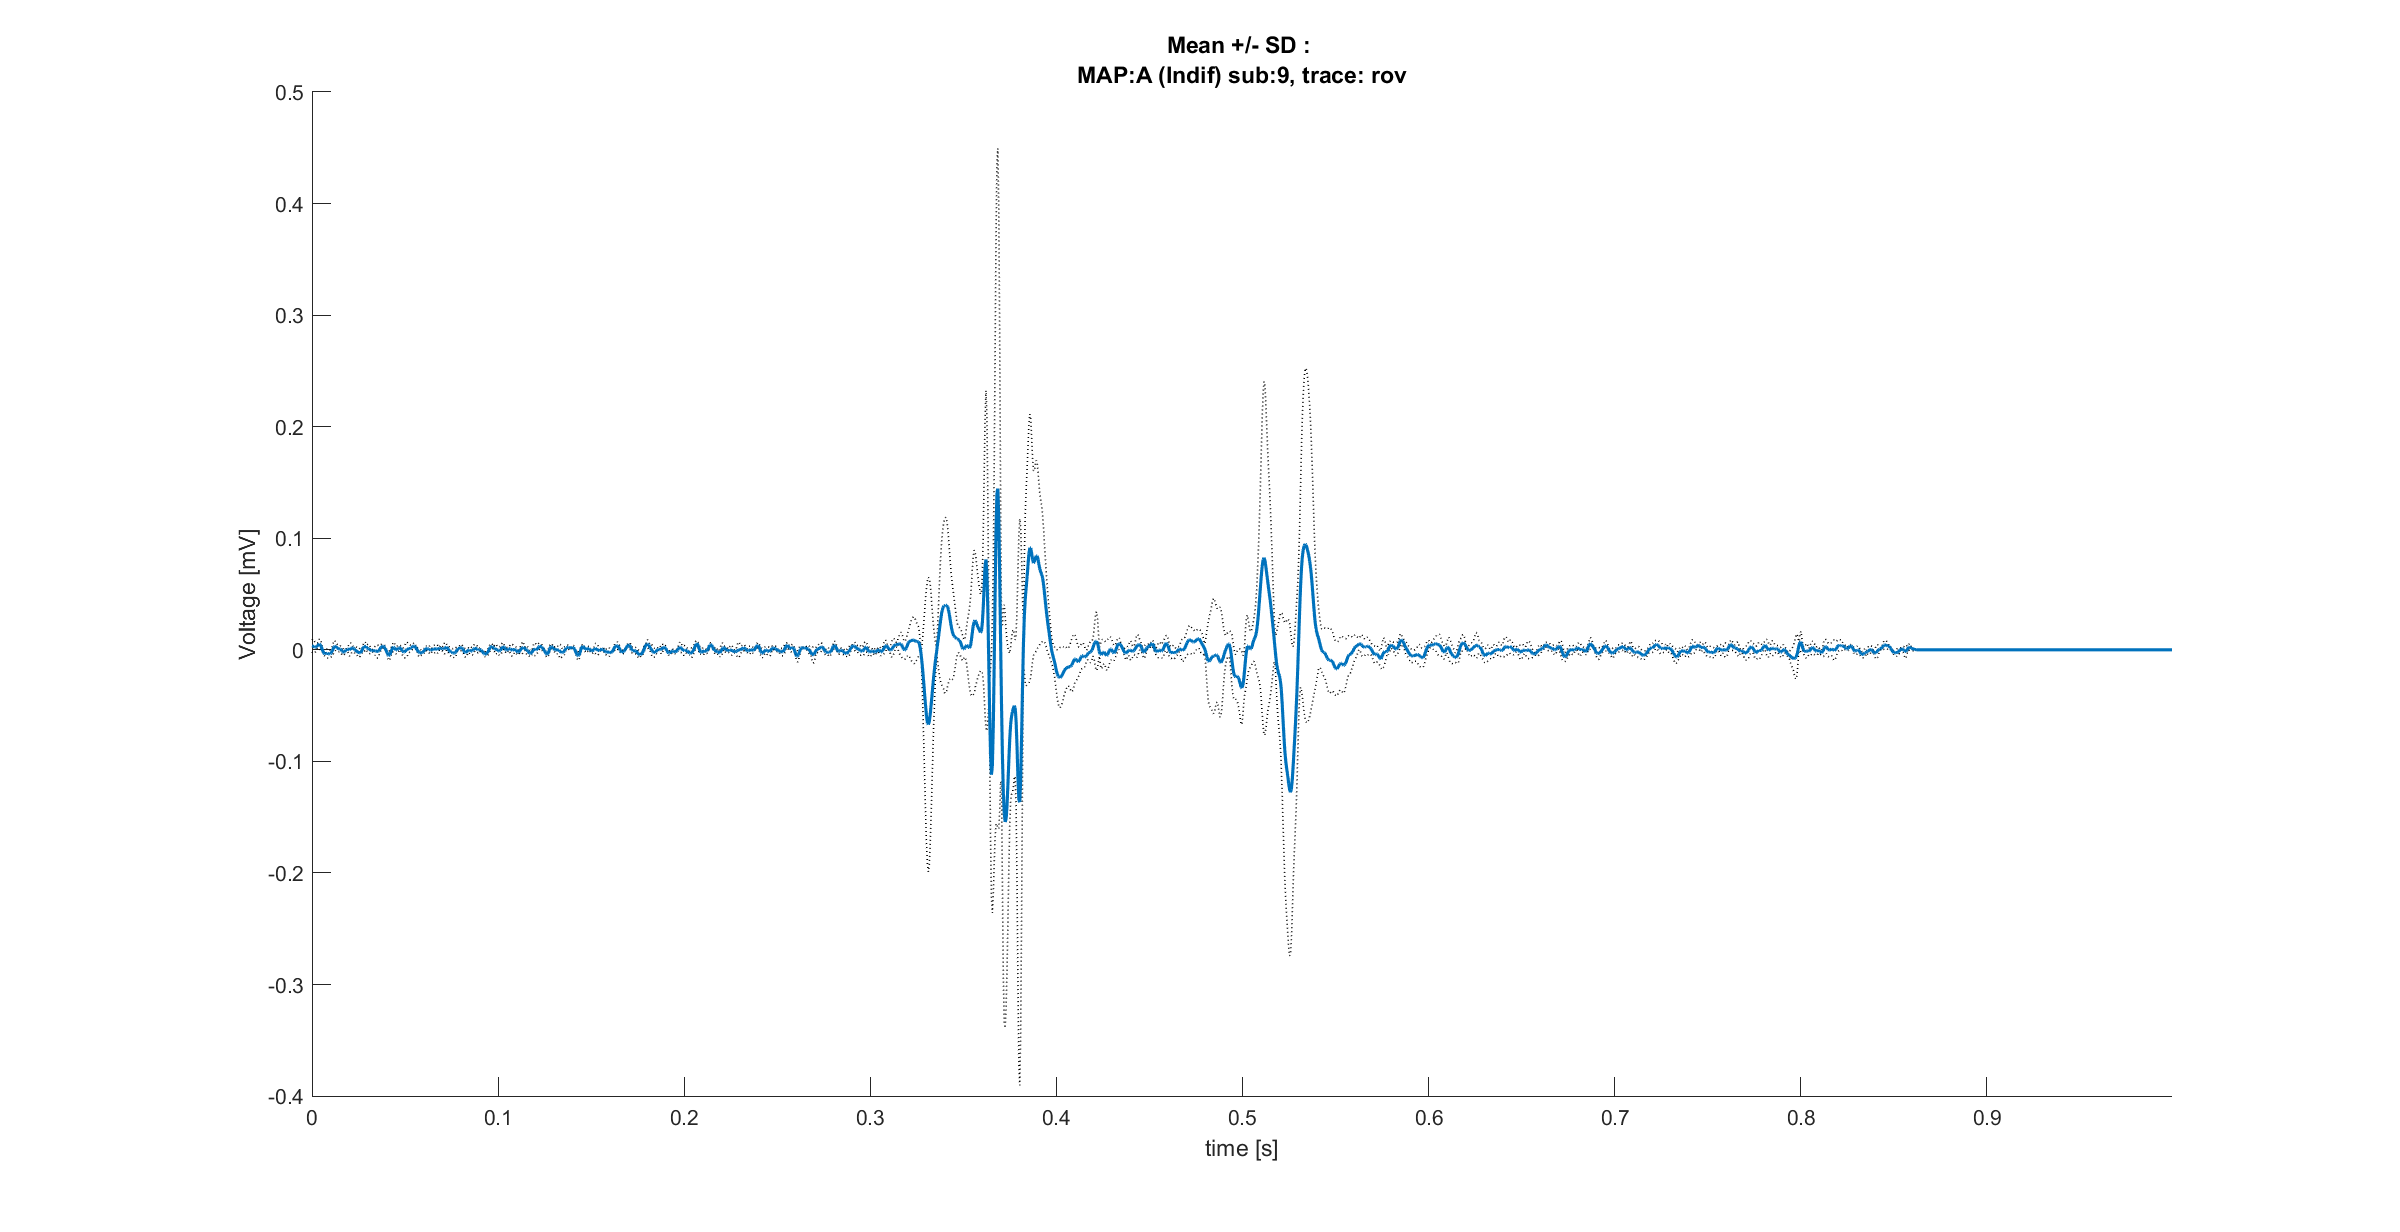 Mean +/- SD :
MAP:A (Indif) sub:9, trace: rov
0.5
0.4
0.3
0.2
0.1
0
-0.1
-0.2
-0.3
-0.4
Voltage [mV]
0 0.1 0.2 0.3 0.4 0.5 0.6 0.7 0.8 0.9
time [s]